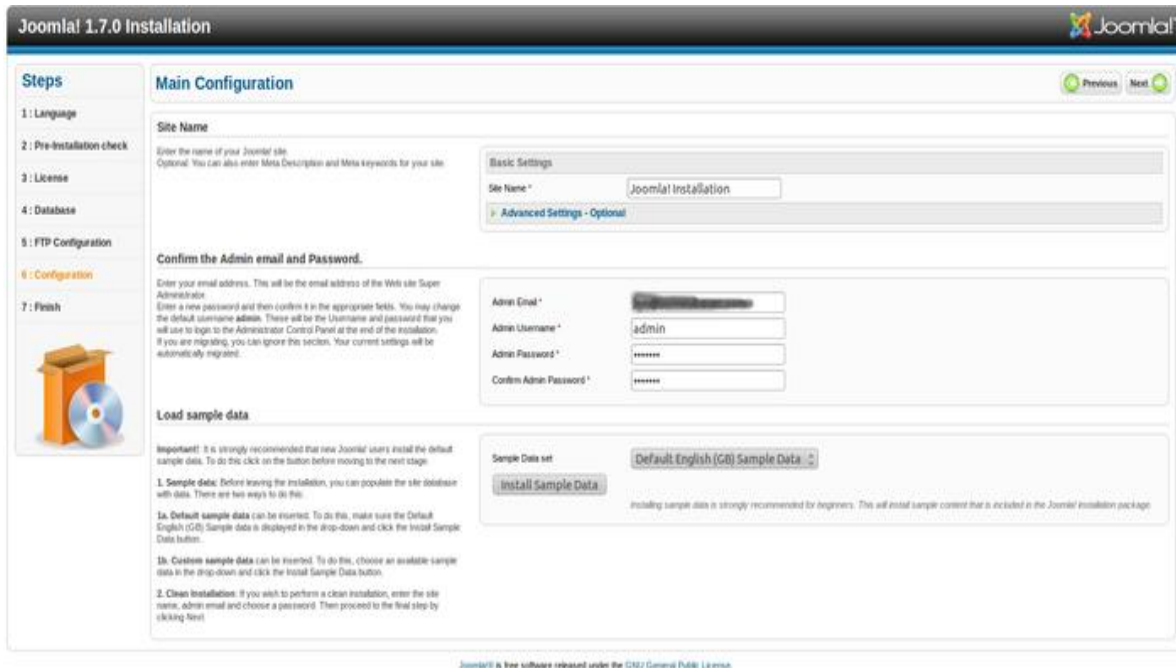 Joomla! 1.7.0 Installation
Joomla!
Steps
1 : Language
2 : Pre-Installation check
3 : License
4 : Database
5 : FTP Configuration
6 : Configuration
7 : Finish
Main Configuration
Previous
Next
Site Name
Enter the name of your Joomla! site.
Optional: You can also enter Meta Description and Meta keywords for your site.
Basic Settings
Site Name *
Joomla! Installation
Advanced Settings - Optional
Confirm the Admin email and Password.
Enter your email address. This will be the email address of the Web site Super
Administrator.
Enter a new password and then confirm it in the appropriate fields. You may change
the default username admin. These will be the Username and password that you
will use to login to the Administrator Control Panel at the end of the installation.
If you are migrating, you can ignore this section. Your current settings will be
automatically migrated.
Admin Email *
Admin Username *
admin
Admin Password *
•••••••
Confirm Admin Password *
•••••••
Load sample data
Important!: It is strongly recommended that new Joomla! users install the default
sample data. To do this click on the button before moving to the next stage.
1. Sample data: Before leaving the installation, you can populate the site database
with data. There are two ways to do this.
1a. Default sample data can be inserted. To do this, make sure the Default
English (GB) Sample data is displayed in the drop-down and click the Install Sample
Data button.
1b. Custom sample data can be inserted. To do this, choose an available sample
data in the drop-down and click the Install Sample Data button.
2. Clean Installation: If you wish to perform a clean installation, enter the site
name, admin email and choose a password. Then proceed to the final step by
clicking Next.
Sample Data set
Default English (GB) Sample Data
Install Sample Data
Installing sample data is strongly recommended for beginners. This will install sample content that is included in the Joomla! installation package.
Joomla!® is free software released under the GNU General Public License.